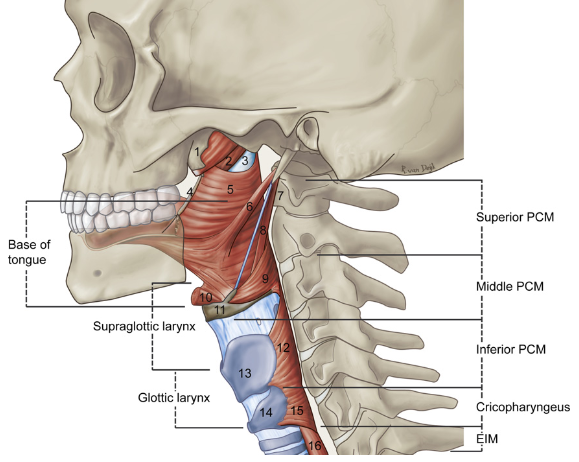 1
2
3
4
5
6
7
8
9
10
11
12
13
14
15
16
Base of
tongue
Supraglottic larynx
Glottic larynx
Superior PCM
Middle PCM
Inferior PCM
Cricopharyngeus
EIM